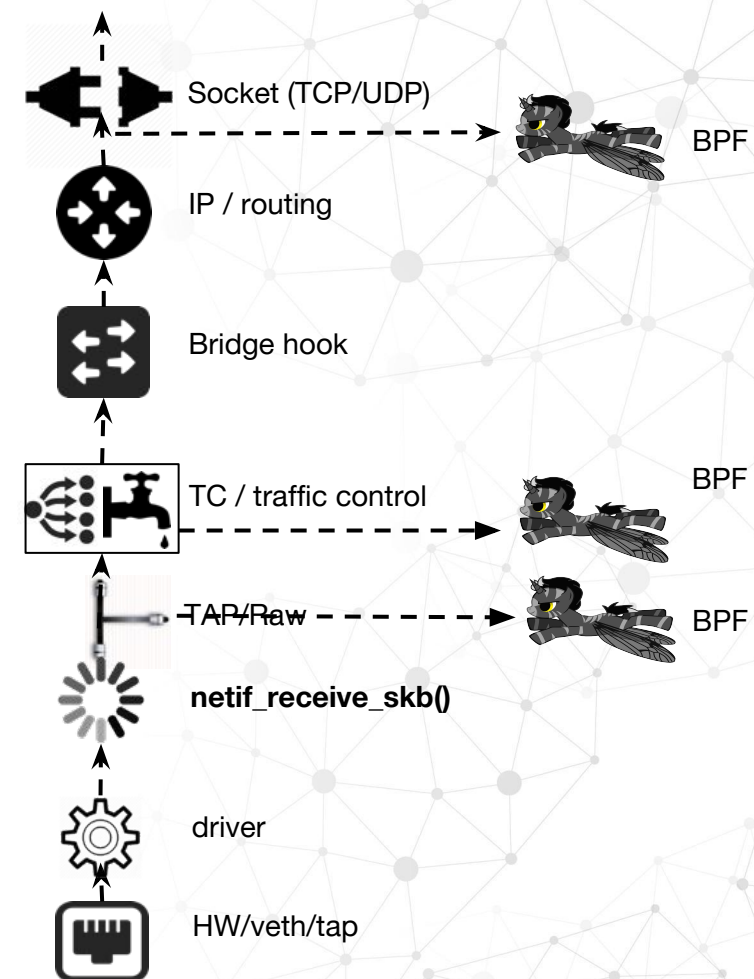 Socket (TCP/UDP)
BPF
IP / routing
Bridge hook
TC / traffic control
BPF
TAP/Raw
BPF
netif_receive_skb()
driver
HW/veth/tap